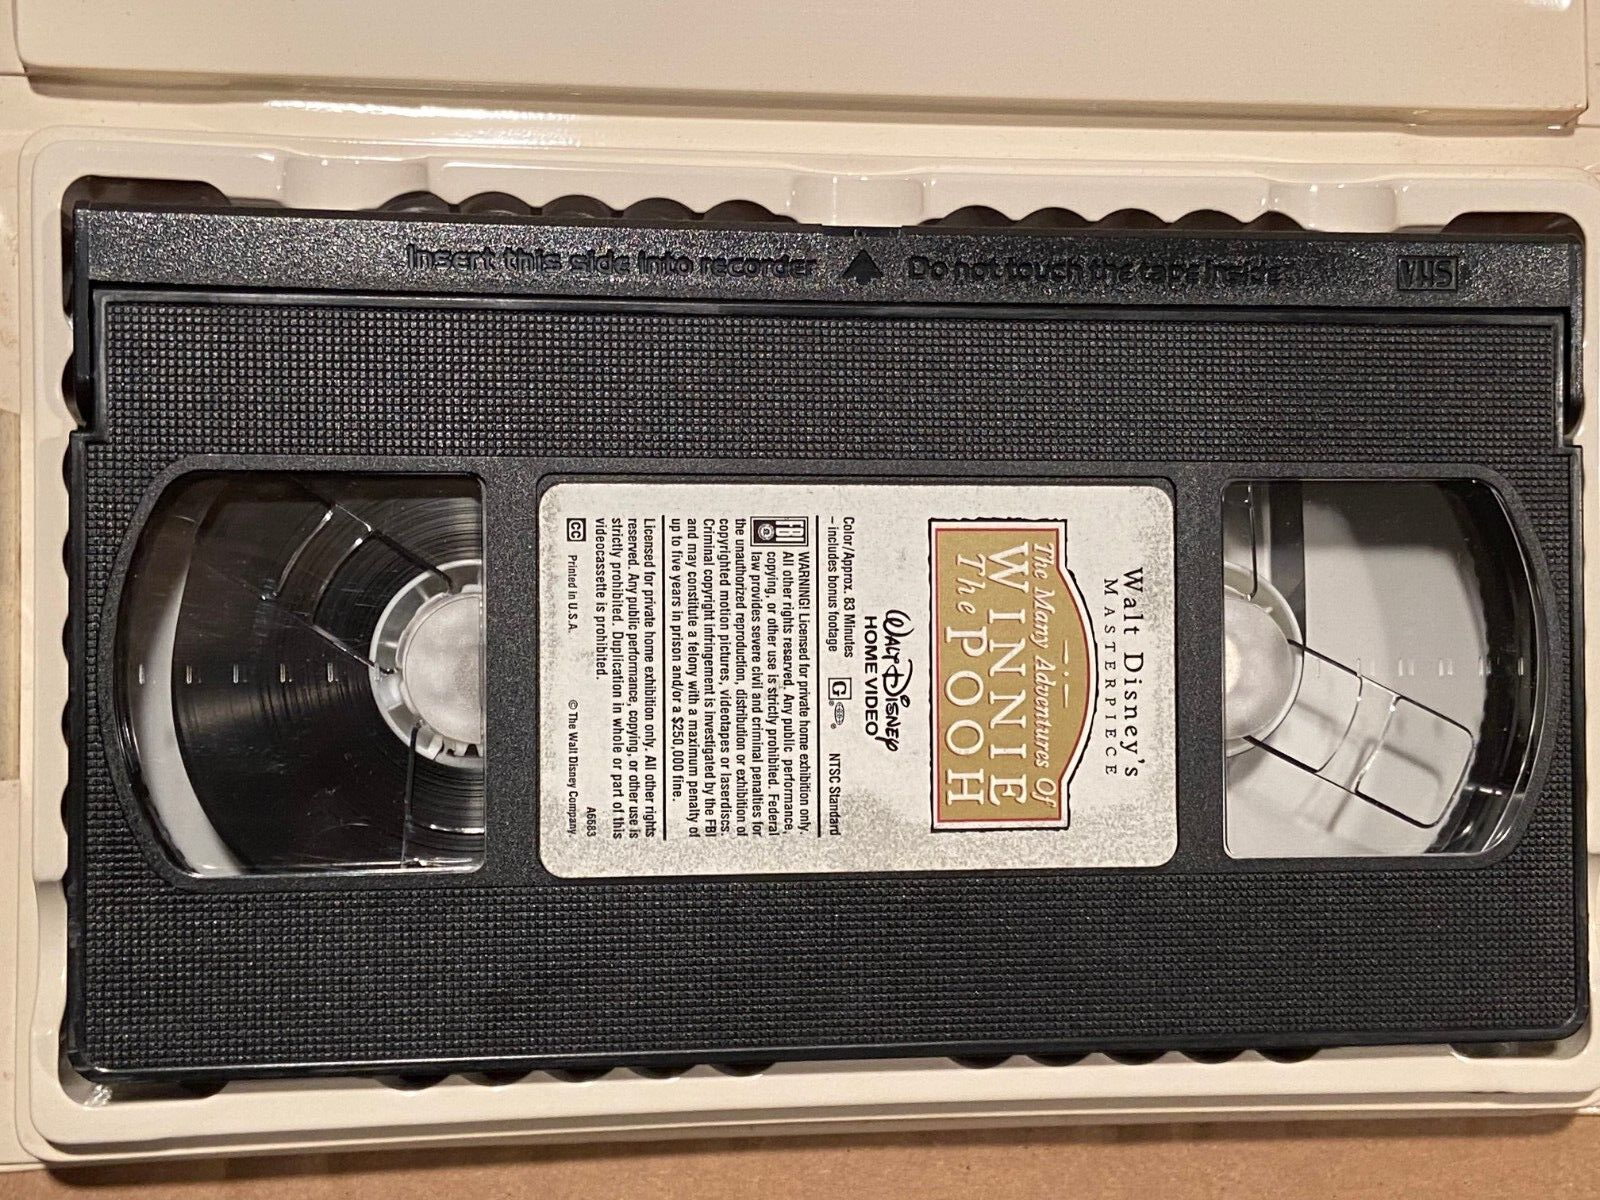 Insert this side into recorder ▲ Do not touch the tape inside VHS
Walt Disney's
MASTERPIECE
The Many Adventures Of
WINNIE
The POOH
WALT DISNEY
HOME VIDEO
Color/Approx. 83 Minutes G NTSC Standard
– includes bonus footage
FBI WARNING! Licensed for private home exhibition only.
All other rights reserved. Any public performance,
copying, or other use is strictly prohibited. Federal
law provides severe civil and criminal penalties for
the unauthorized reproduction, distribution or exhibition of
copyrighted motion pictures, videotapes or laserdiscs.
Criminal copyright infringement is investigated by the FBI
and may constitute a felony with a maximum penalty of
up to five years in prison and/or a $250,000 fine.
Licensed for private home exhibition only. All other rights
reserved. Any public performance, copying, or other use is
strictly prohibited. Duplication in whole or part of this
videocassette is prohibited. A6583
CC Printed in U.S.A. © The Walt Disney Company.